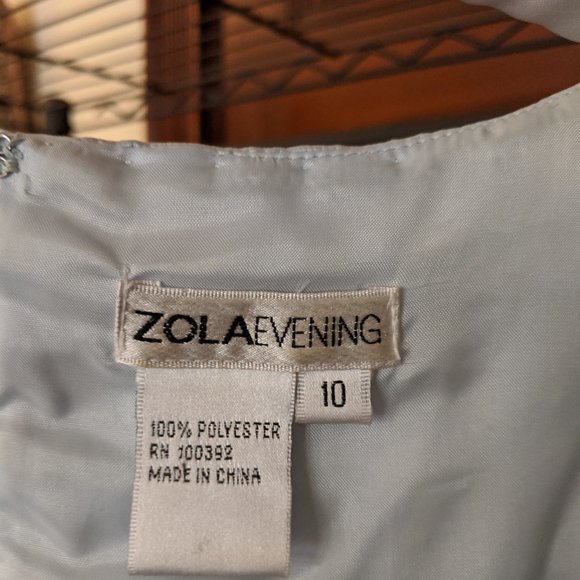 ZOLAEVENING
10
100% POLYESTER
RN 100392
MADE IN CHINA